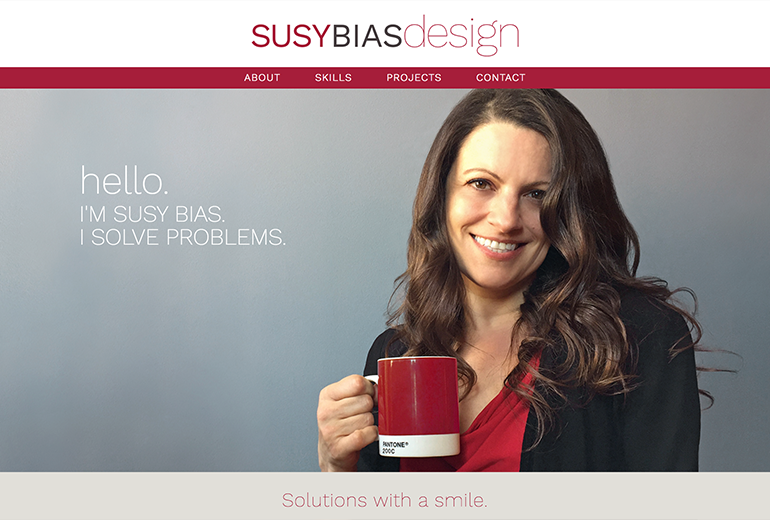 SUSYBIASdesign
ABOUT SKILLS PROJECTS CONTACT
hello.
I'M SUSY BIAS.
I SOLVE PROBLEMS.
PANTONE®
200C
Solutions with a smile.